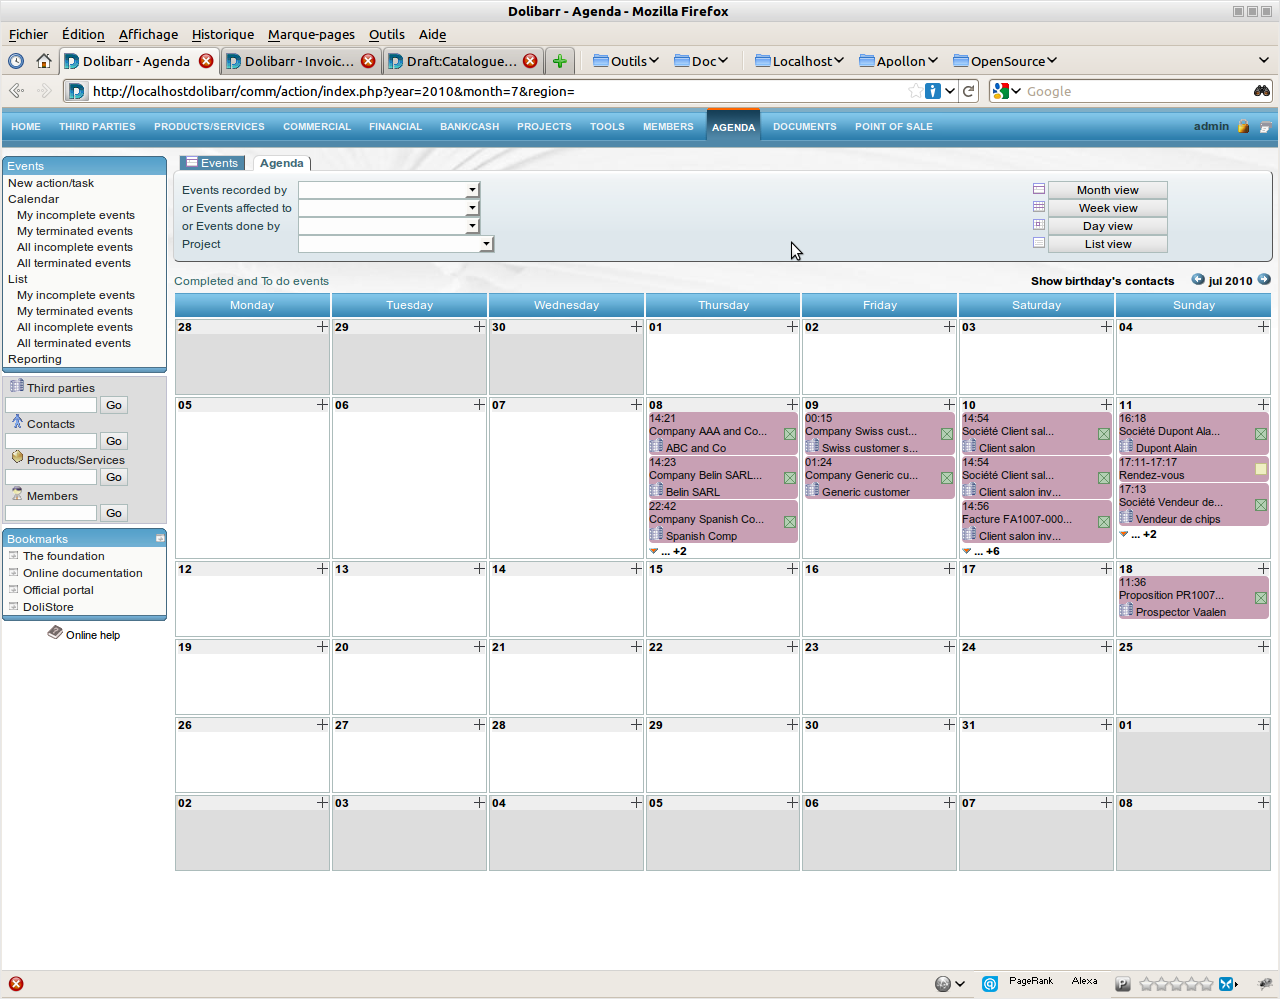 Dolibarr - Agenda - Mozilla Firefox
Fichier Édition Affichage Historique Marque-pages Outils Aide
Dolibarr - Agenda Dolibarr - Invoic... Draft:Catalogue... Outils Doc Localhost Apollon OpenSource
http://localhostdolibarr/comm/action/index.php?year=2010&month=7&region= Google
HOME THIRD PARTIES PRODUCTS/SERVICES COMMERCIAL FINANCIAL BANK/CASH PROJECTS TOOLS MEMBERS AGENDA DOCUMENTS POINT OF SALE admin
Events
New action/task
Calendar
My incomplete events
My terminated events
All incomplete events
All terminated events
List
My incomplete events
My terminated events
All incomplete events
All terminated events
Reporting
Third parties
Go
Contacts
Go
Products/Services
Go
Members
Go
Bookmarks
The foundation
Online documentation
Official portal
DoliStore
Online help
Events Agenda
Events recorded by
or Events affected to
or Events done by
Project
Month view
Week view
Day view
List view
Completed and To do events
Show birthday's contacts jul 2010
Monday Tuesday Wednesday Thursday Friday Saturday Sunday
28 29 30 01 02 03 04
05 06 07 08 09 10 11
14:21
Company AAA and Co...
ABC and Co
14:23
Company Belin SARL...
Belin SARL
22:42
Company Spanish Co...
Spanish Comp
... +2
00:15
Company Swiss cust...
Swiss customer s...
01:24
Company Generic cu...
Generic customer
14:54
Société Client sal...
Client salon
14:54
Société Client sal...
Client salon inv...
14:56
Facture FA1007-000...
Client salon inv...
... +6
16:18
Société Dupont Ala...
Dupont Alain
17:11-17:17
Rendez-vous
17:13
Société Vendeur de...
Vendeur de chips
... +2
12 13 14 15 16 17 18
11:36
Proposition PR1007...
Prospector Vaalen
19 20 21 22 23 24 25
26 27 28 29 30 31 01
02 03 04 05 06 07 08
PageRank Alexa